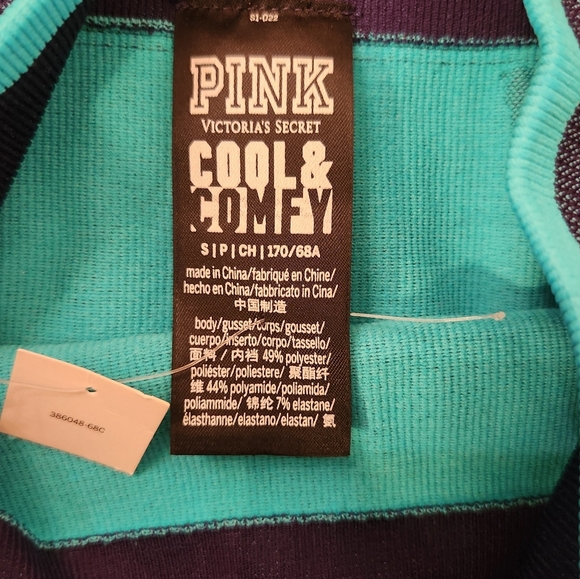 81-022
PINK
VICTORIA'S SECRET
COOL&
COMFY
S|P|CH|170/68A
made in China/fabriqué en Chine/
hecho en China/fabbricato in Cina/
中国制造
body/gusset/corps/gousset/
cuerpo/inserto/corpo/tassello/
面料/内裆 49% polyester/
poliéster/poliestere/ 聚酯纤
维 44% polyamide/poliamida/
poliammide/ 锦纶 7% elastane/
élasthanne/elastano/elastan/ 氨
386048-68C